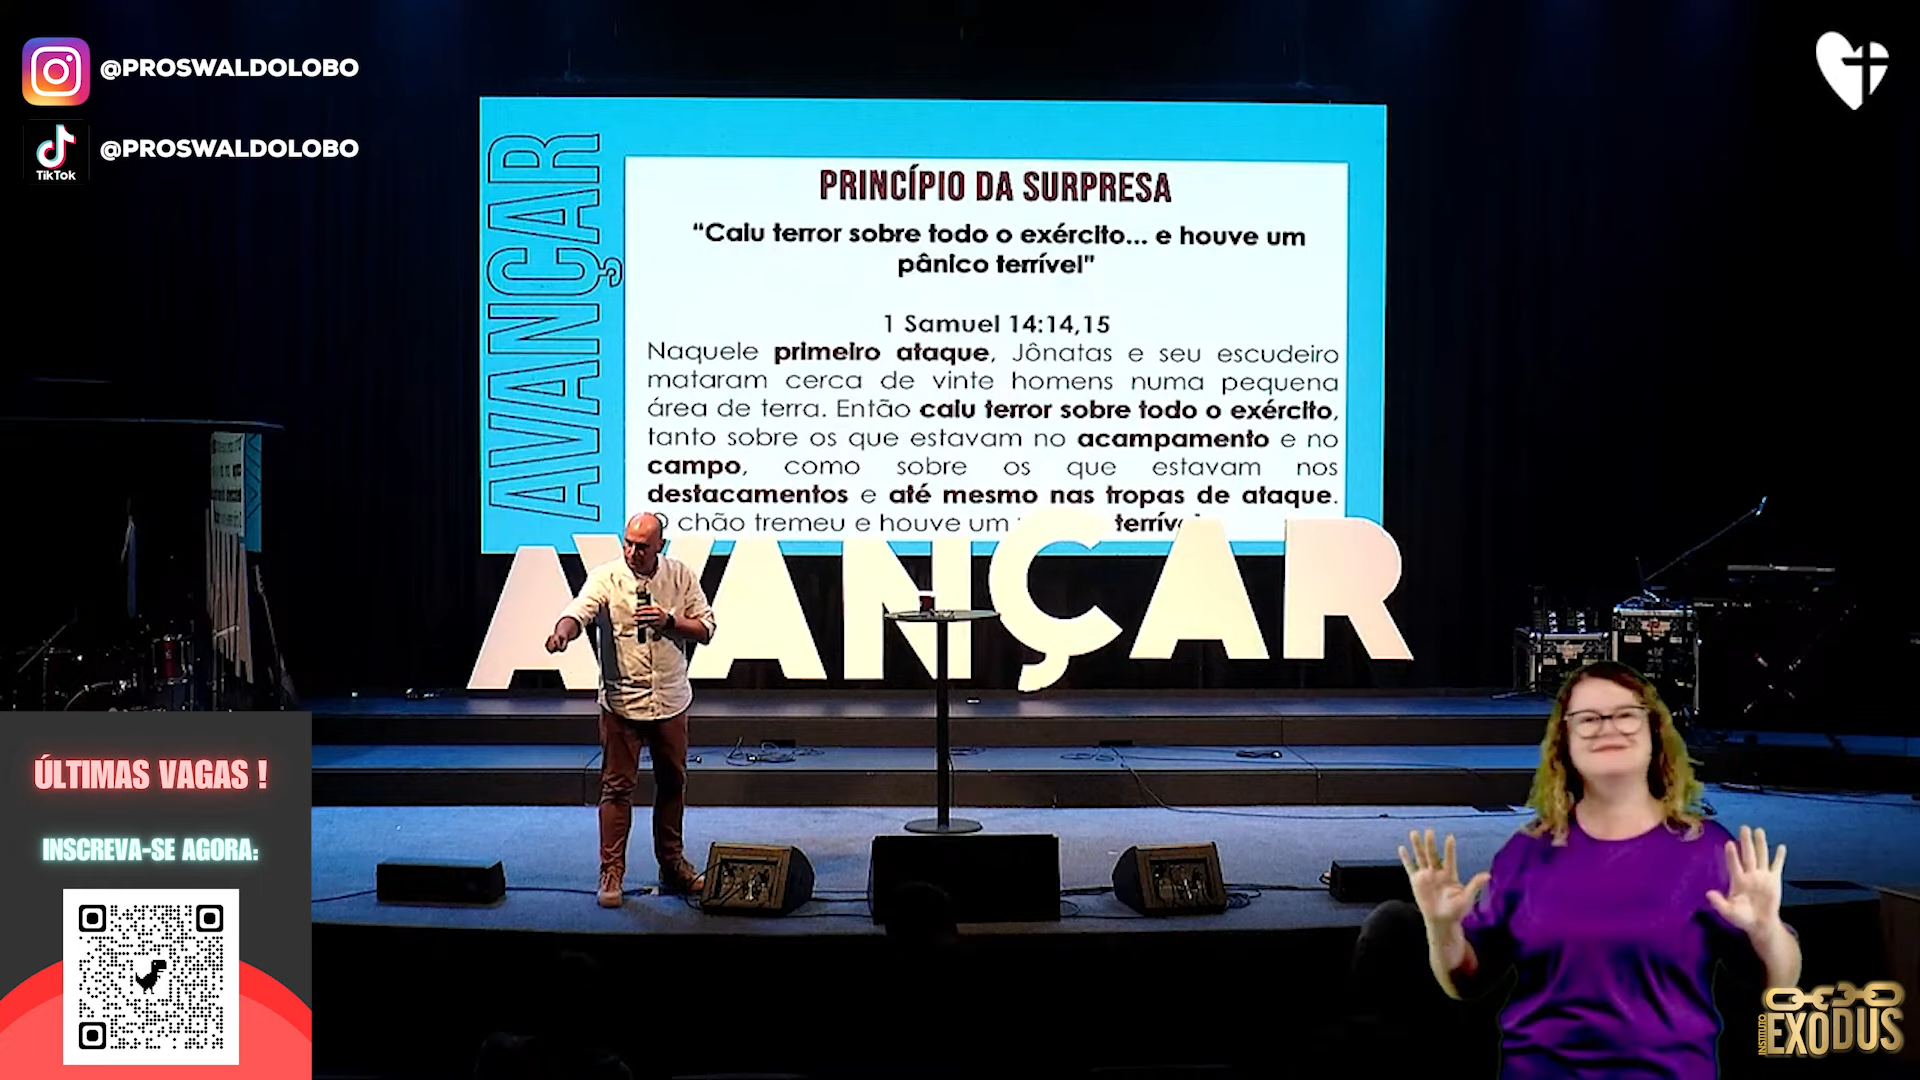 @PROSWALDOLOBO
TikTok
@PROSWALDOLOBO
AVANÇAR
PRINCÍPIO DA SURPRESA
“Caiu terror sobre todo o exército... e houve um
pânico terrível”
1 Samuel 14:14,15
Naquele primeiro ataque, Jônatas e seu escudeiro
mataram cerca de vinte homens numa pequena
área de terra. Então caiu terror sobre todo o exército,
tanto sobre os que estavam no acampamento e no
campo, como sobre os que estavam nos
destacamentos e até mesmo nas tropas de ataque.
O chão tremeu e houve um
AVANÇAR
ÚLTIMAS VAGAS !
INSCREVA-SE AGORA:
INSTITUTO
EXODUS